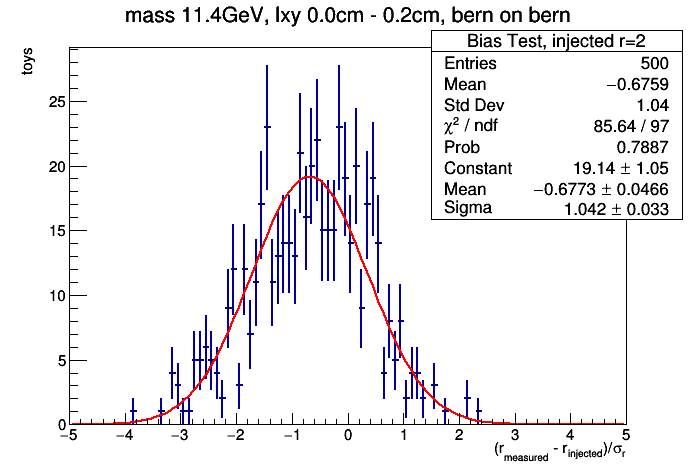 mass 11.4GeV, lxy 0.0cm - 0.2cm, bern on bern
Bias Test, injected r=2
Entries 500
Mean −0.6759
Std Dev 1.04
χ² / ndf 85.64 / 97
Prob 0.7887
Constant 19.14 ± 1.05
Mean −0.6773 ± 0.0466
Sigma 1.042 ± 0.033
toys
25
20
15
10
5
0
−5 −4 −3 −2 −1 0 1 2 3 4 5
(r_measured - r_injected)/σ_r